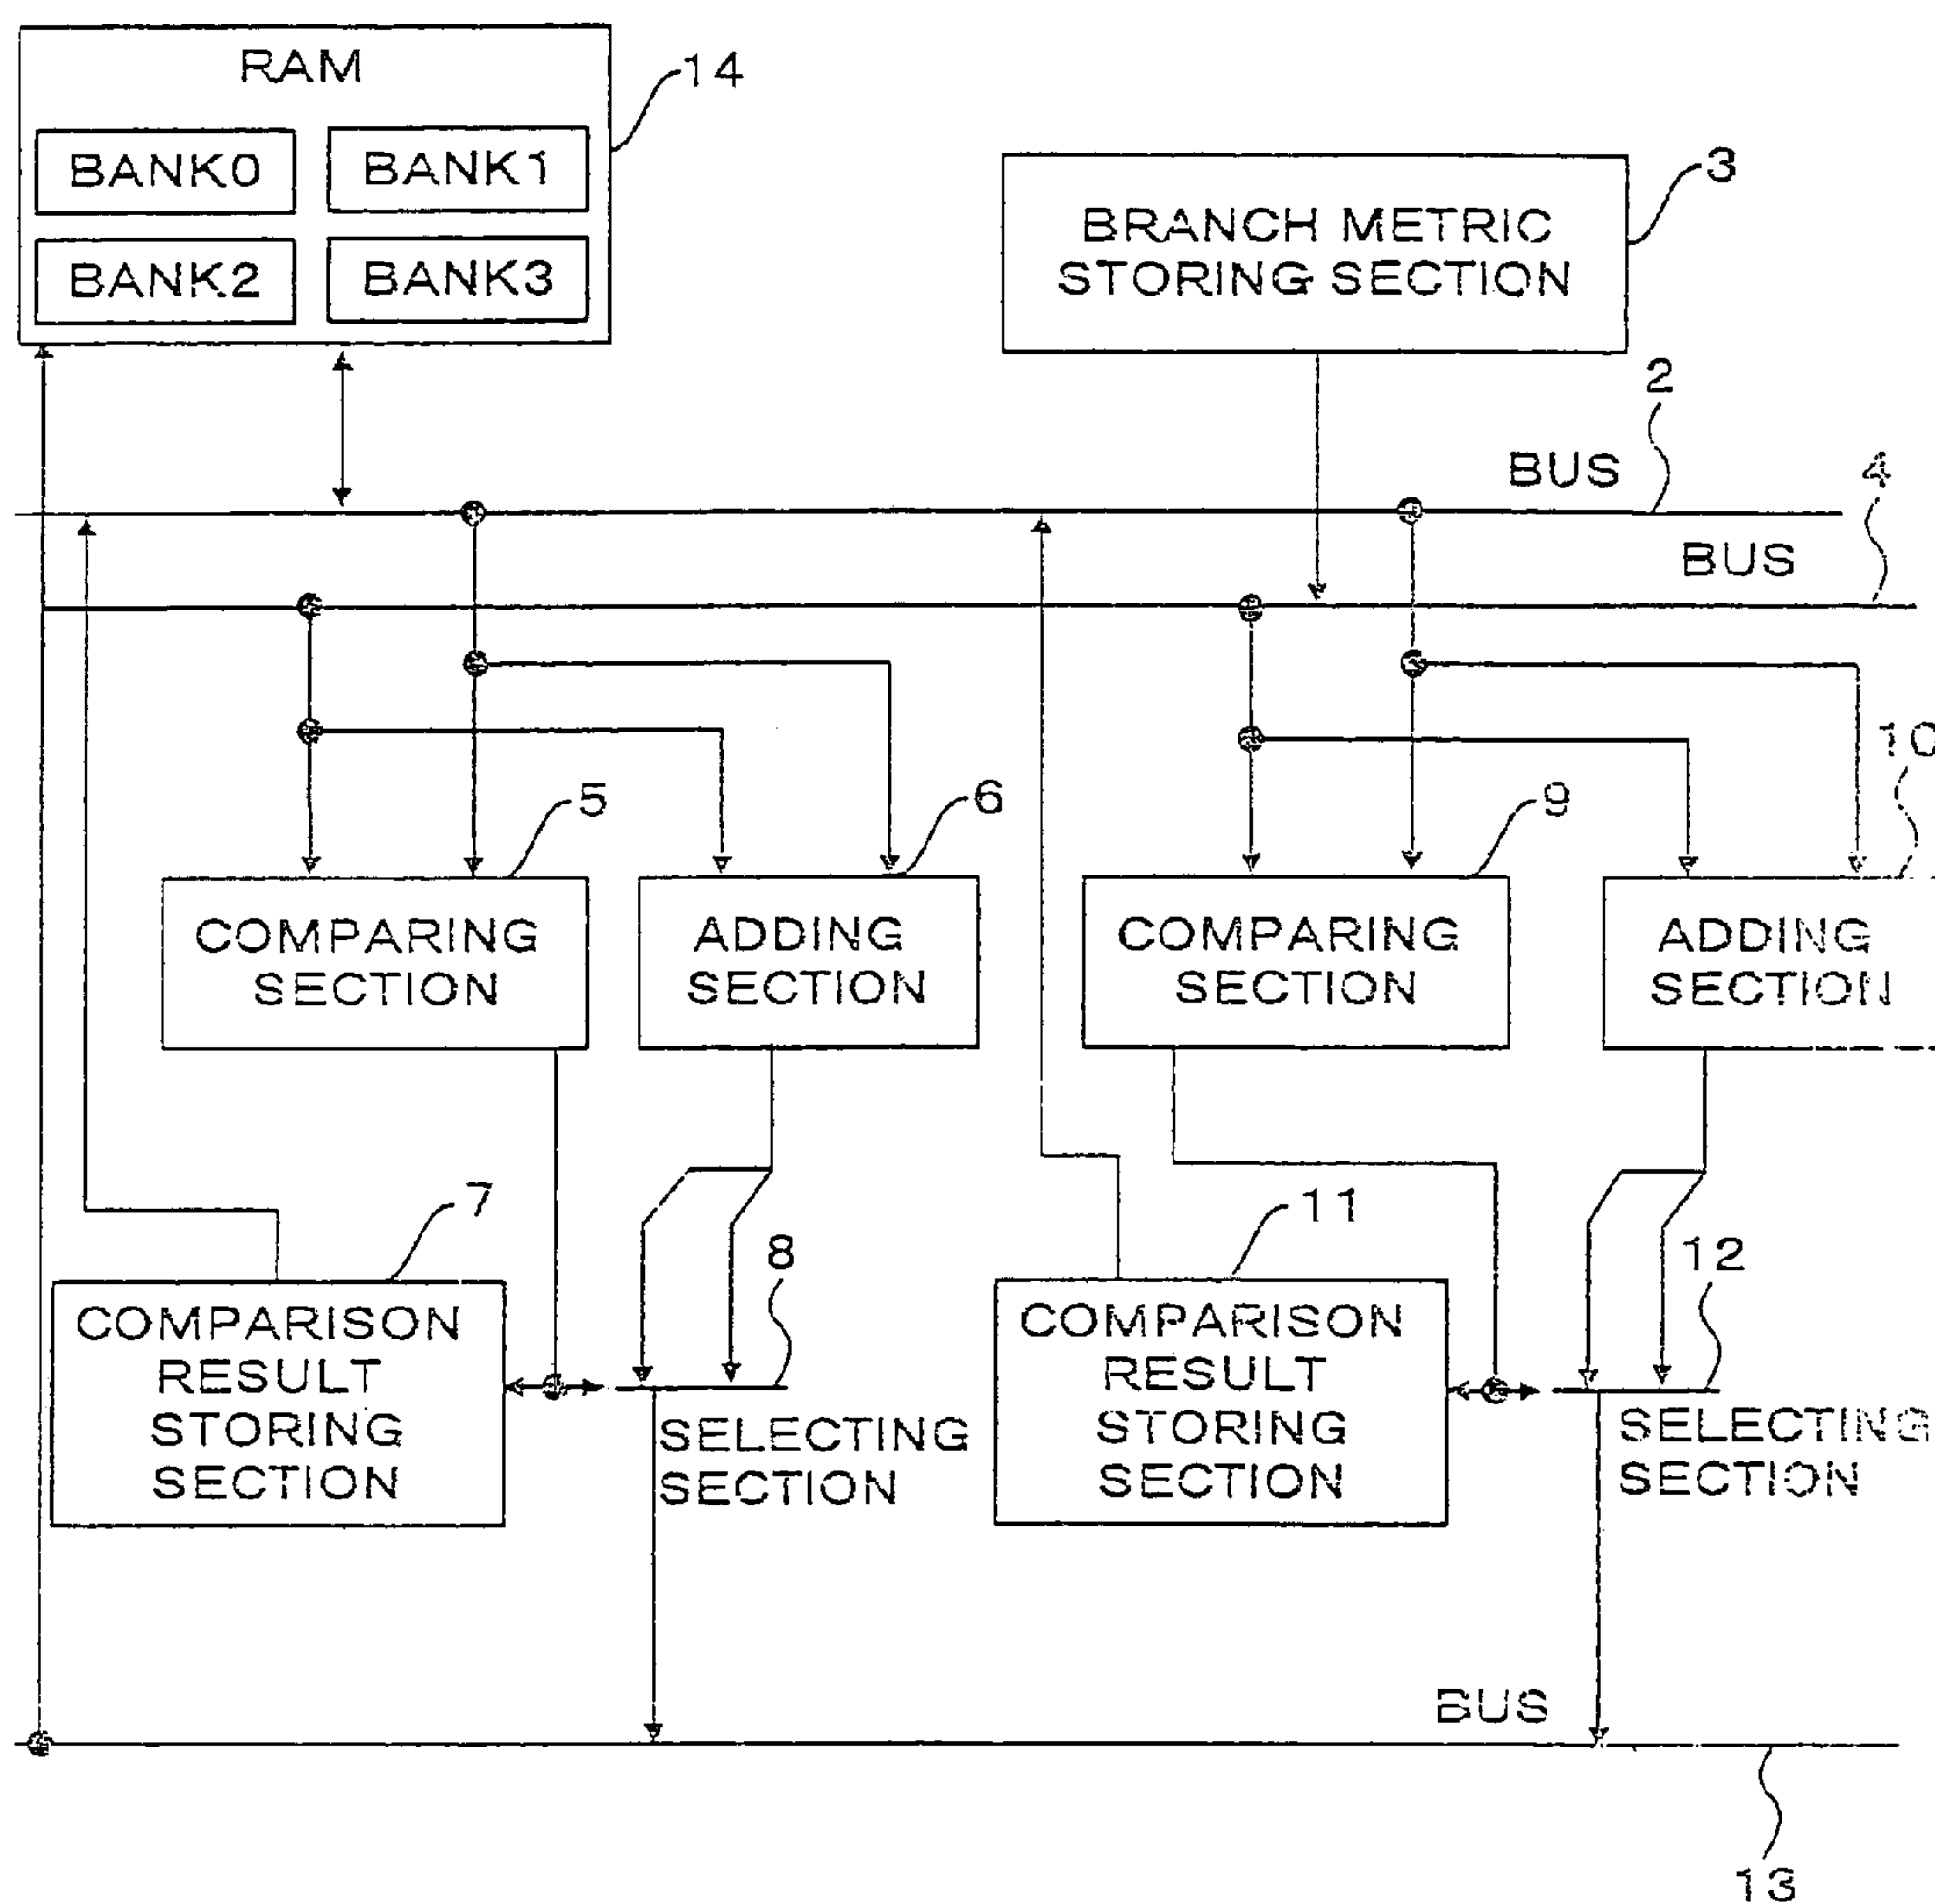 RAM
14
BANK0
BANK1
BANK2
BANK3
BRANCH METRIC
STORING SECTION
3
2
BUS
4
BUS
5
6
9
10
COMPARING
SECTION
ADDING
SECTION
COMPARING
SECTION
ADDING
SECTION
7
COMPARISON
RESULT
STORING
SECTION
8
SELECTING
SECTION
11
COMPARISON
RESULT
STORING
SECTION
12
SELECTING
SECTION
BUS
13